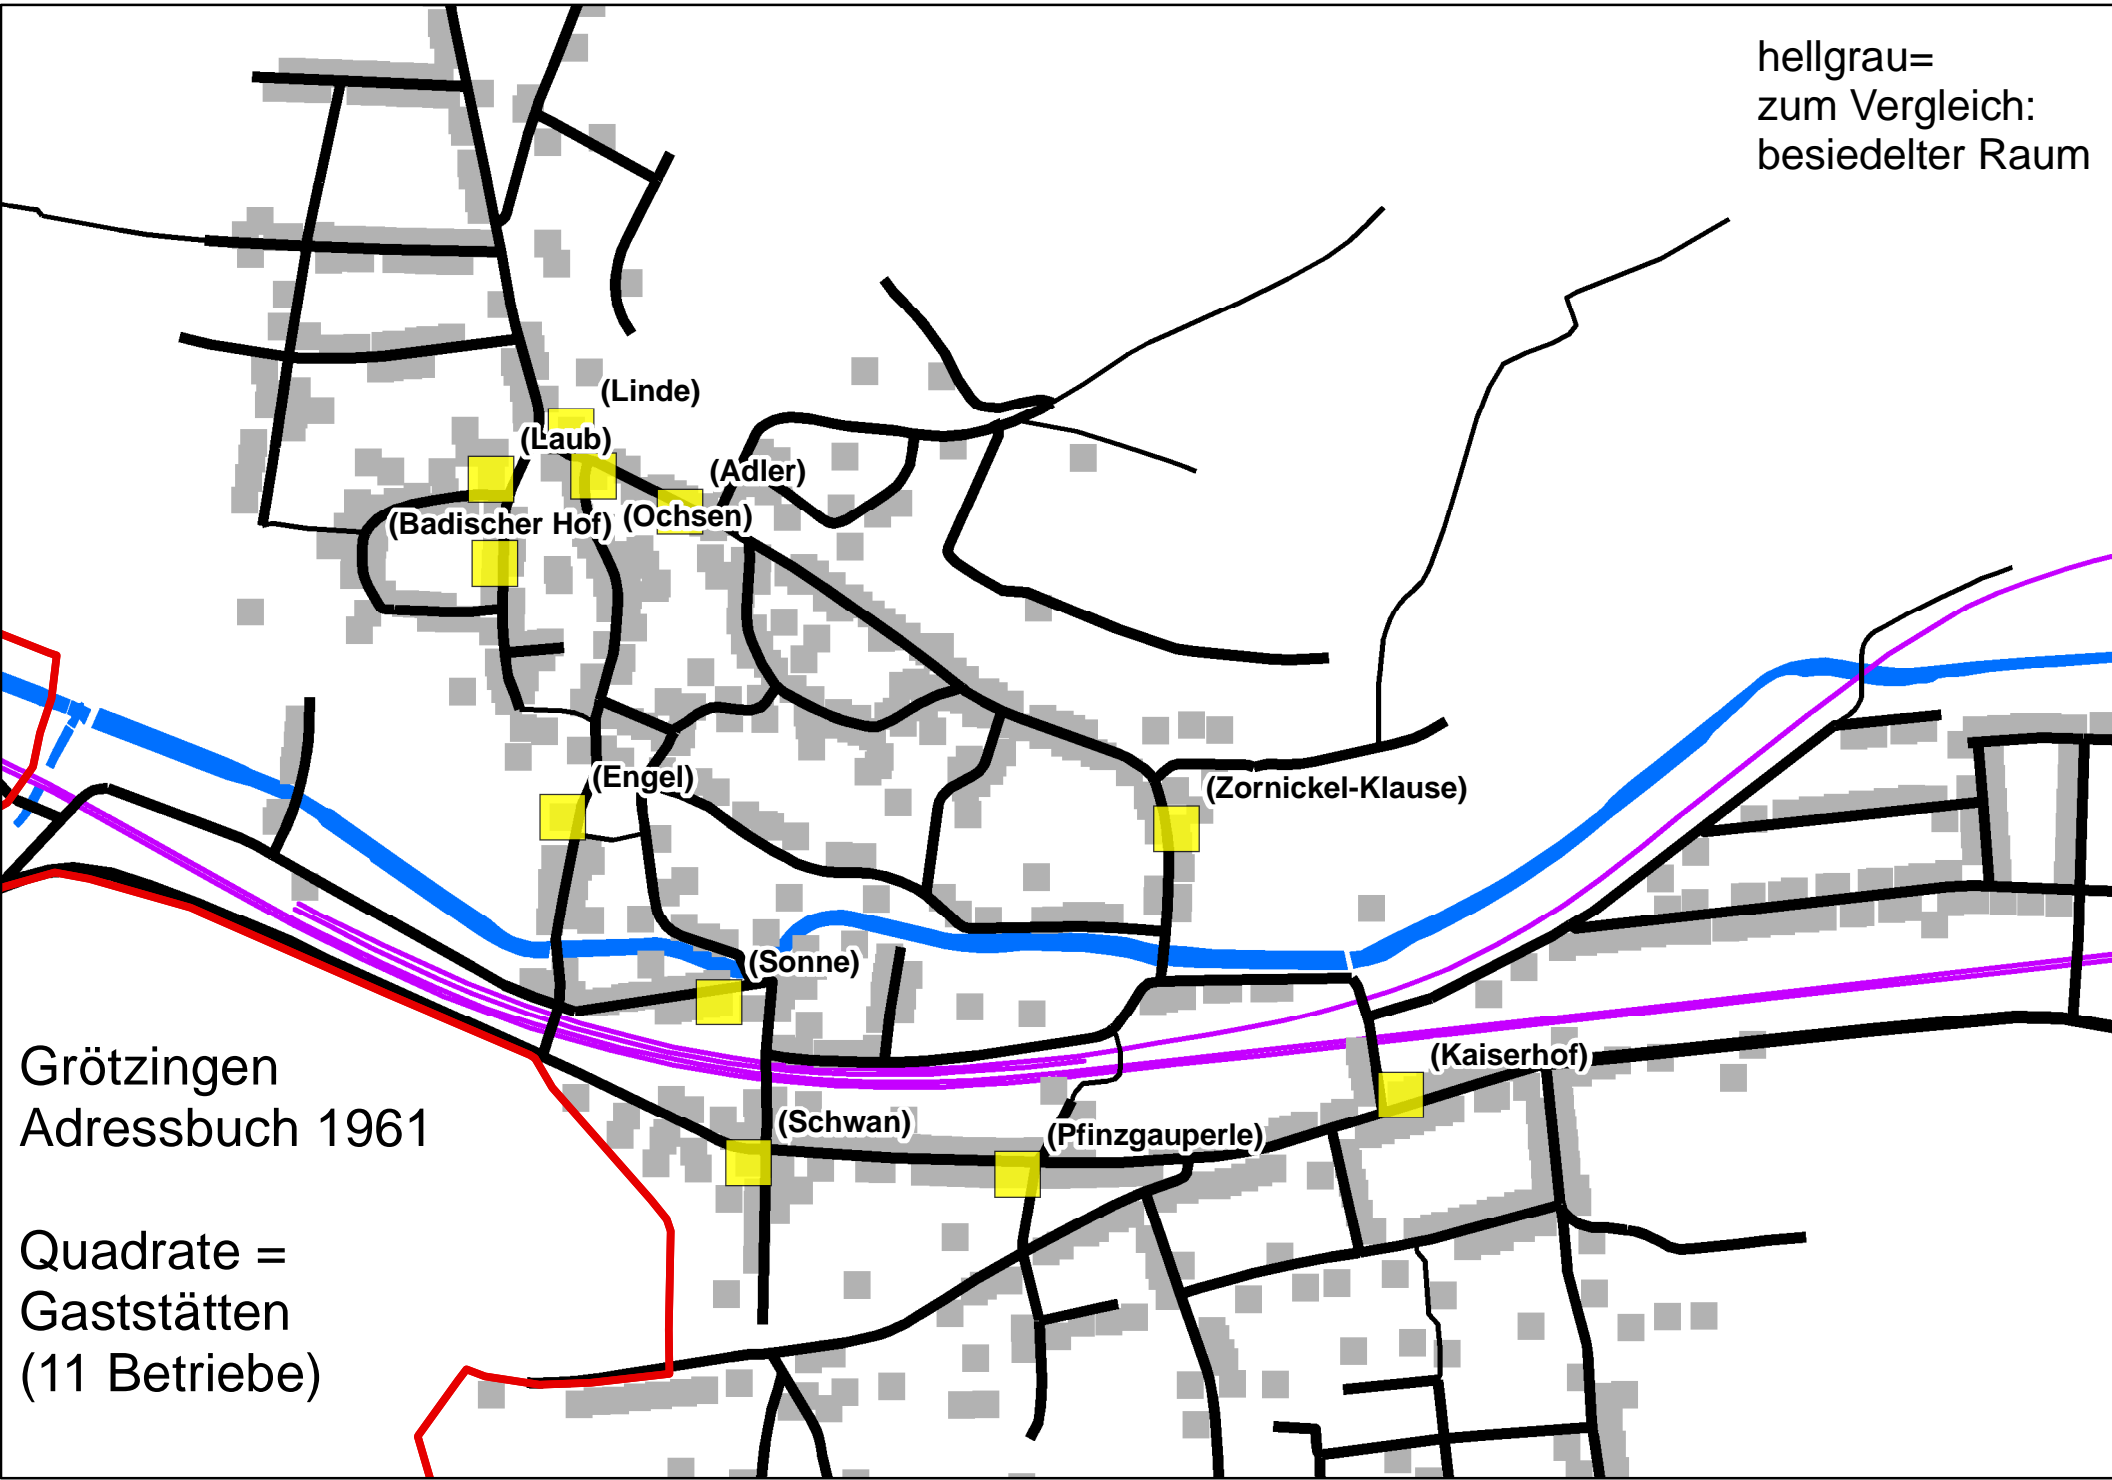 hellgrau=
zum Vergleich:
besiedelter Raum
(Linde)
(Laub)
(Adler)
(Badischer Hof)
(Ochsen)
(Engel)
(Zornickel-Klause)
(Sonne)
(Kaiserhof)
(Schwan)
(Pfinzgauperle)
Grötzingen
Adressbuch 1961
Quadrate =
Gaststätten
(11 Betriebe)